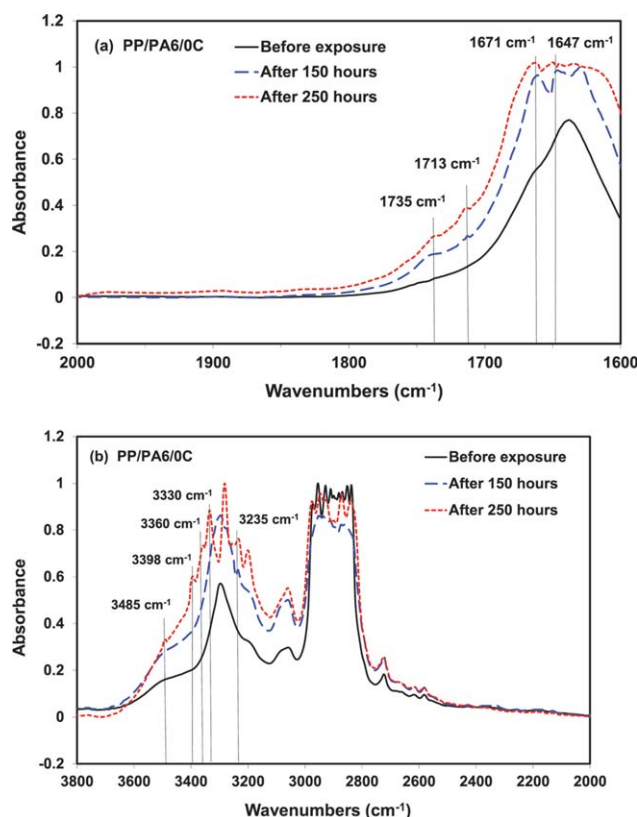 (a) PP/PA6/0C
Before exposure
After 150 hours
After 250 hours
1671 cm-1
1647 cm-1
1713 cm-1
1735 cm-1
Absorbance
1
0.8
0.6
0.4
0.2
0
-0.2
2000
1900
1800
1700
1600
Wavenumbers (cm-1)
(b) PP/PA6/0C
Before exposure
After 150 hours
After 250 hours
3330 cm-1
3360 cm-1
3235 cm-1
3398 cm-1
3485 cm-1
Absorbance
1
0.8
0.6
0.4
0.2
0
-0.2
3800
3600
3400
3200
3000
2800
2600
2400
2200
2000
Wavenumbers (cm-1)